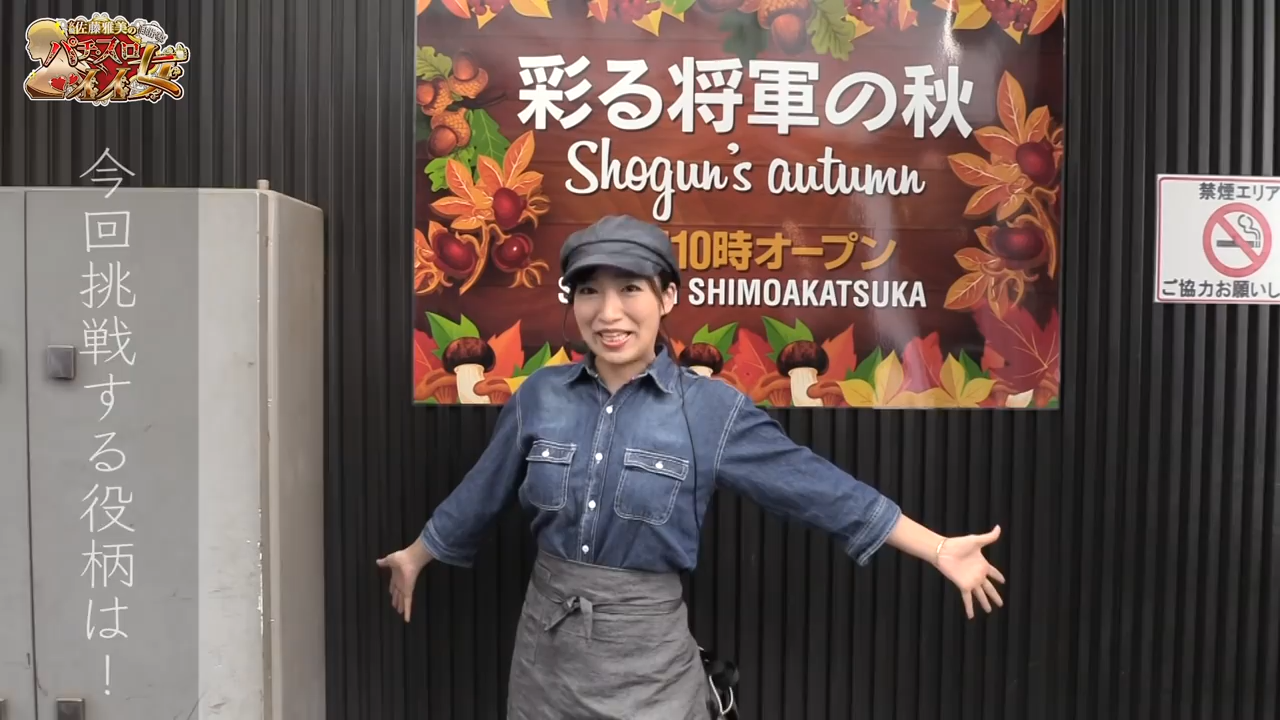 佐藤雅美の
パチスロ
今回挑戦する役柄は！
彩る将軍の秋
Shogun's autumn
10時オープン
SHIMOAKATSUKA
禁煙エリア
ご協力お願いし